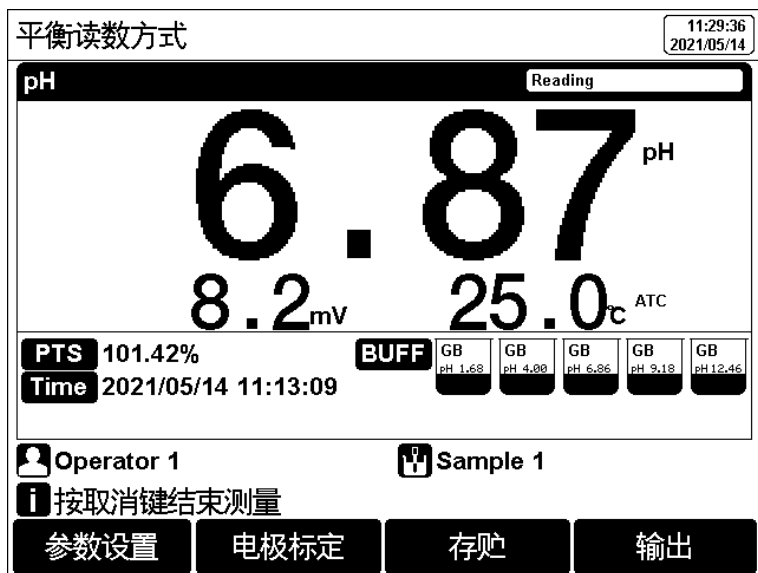 平衡读数方式
11:29:36
2021/05/14
pH
Reading
6.87 pH
8.2 mV 25.0 ℃ ATC
PTS 101.42% BUFF GB pH 1.68 GB pH 4.00 GB pH 6.86 GB pH 9.18 GB pH 12.46
Time 2021/05/14 11:13:09
Operator 1 Sample 1
i 按取消键结束测量
参数设置 电极标定 存贮 输出